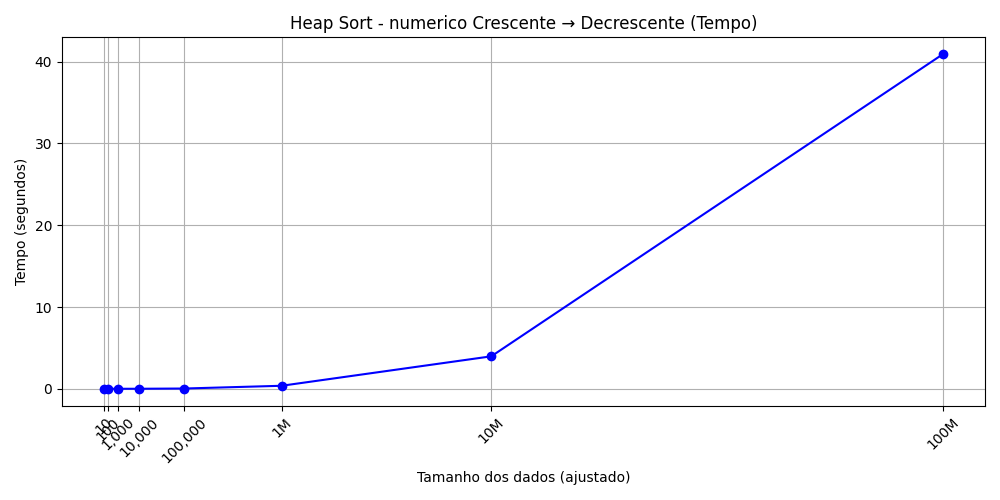 Heap Sort - numerico Crescente → Decrescente (Tempo)
Tempo (segundos)
40
30
20
10
0
10
100
1,000
10,000
100,000
1M
10M
100M
Tamanho dos dados (ajustado)